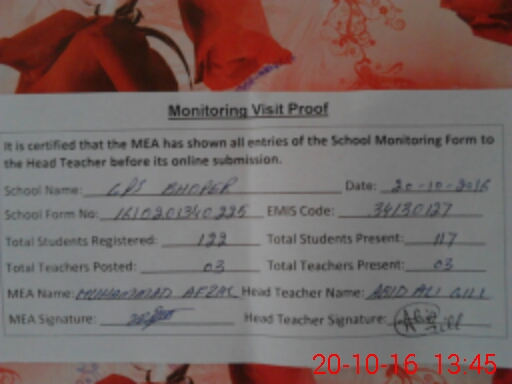 Monitoring Visit Proof
It is certified that the MEA has shown all entries of the School Monitoring Form to
the Head Teacher before its online submission.
School Name: GPS BHOPER Date: 20-10-2016
School Form No: 1610201340225 EMIS Code: 34130127
Total Students Registered: 122 Total Students Present: 117
Total Teachers Posted: 03 Total Teachers Present: 03
MEA Name: MUHAMMAD AFZAL Head Teacher Name: ABID ALI GILL
MEA Signature: Head Teacher Signature:
20-10-16 13:45